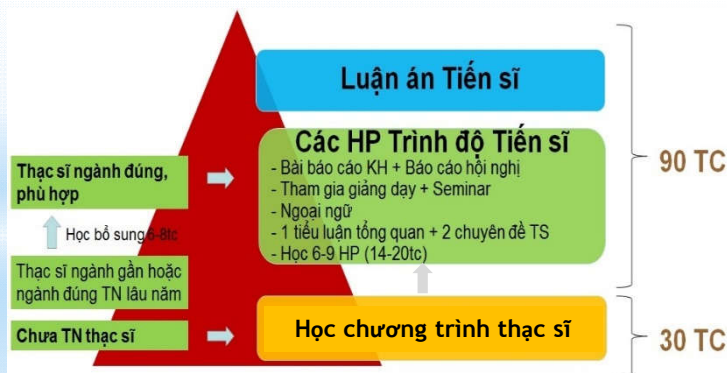 Luận án Tiến sĩ
Các HP Trình độ Tiến sĩ
- Bài báo cáo KH + Báo cáo hội nghị
- Tham gia giảng dạy + Seminar
- Ngoại ngữ
- 1 tiểu luận tổng quan + 2 chuyên đề TS
- Học 6-9 HP (14-20tc)
90 TC
Thạc sĩ ngành đúng,
phù hợp
Học bổ sung 6-8tc
Thạc sĩ ngành gần hoặc
ngành đúng TN lâu năm
Chưa TN thạc sĩ
Học chương trình thạc sĩ
30 TC